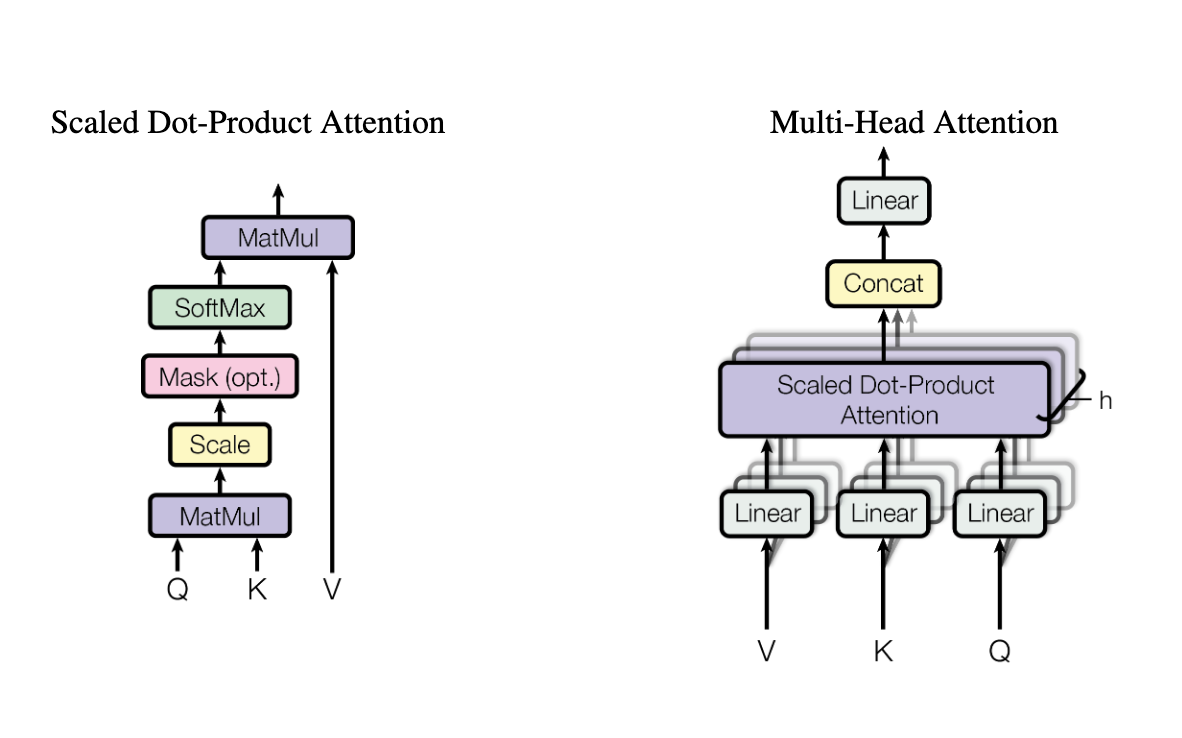 Scaled Dot-Product Attention
MatMul
SoftMax
Mask (opt.)
Scale
MatMul
Q K V
Multi-Head Attention
Linear
Concat
Scaled Dot-Product
Attention
h
Linear Linear Linear
V K Q